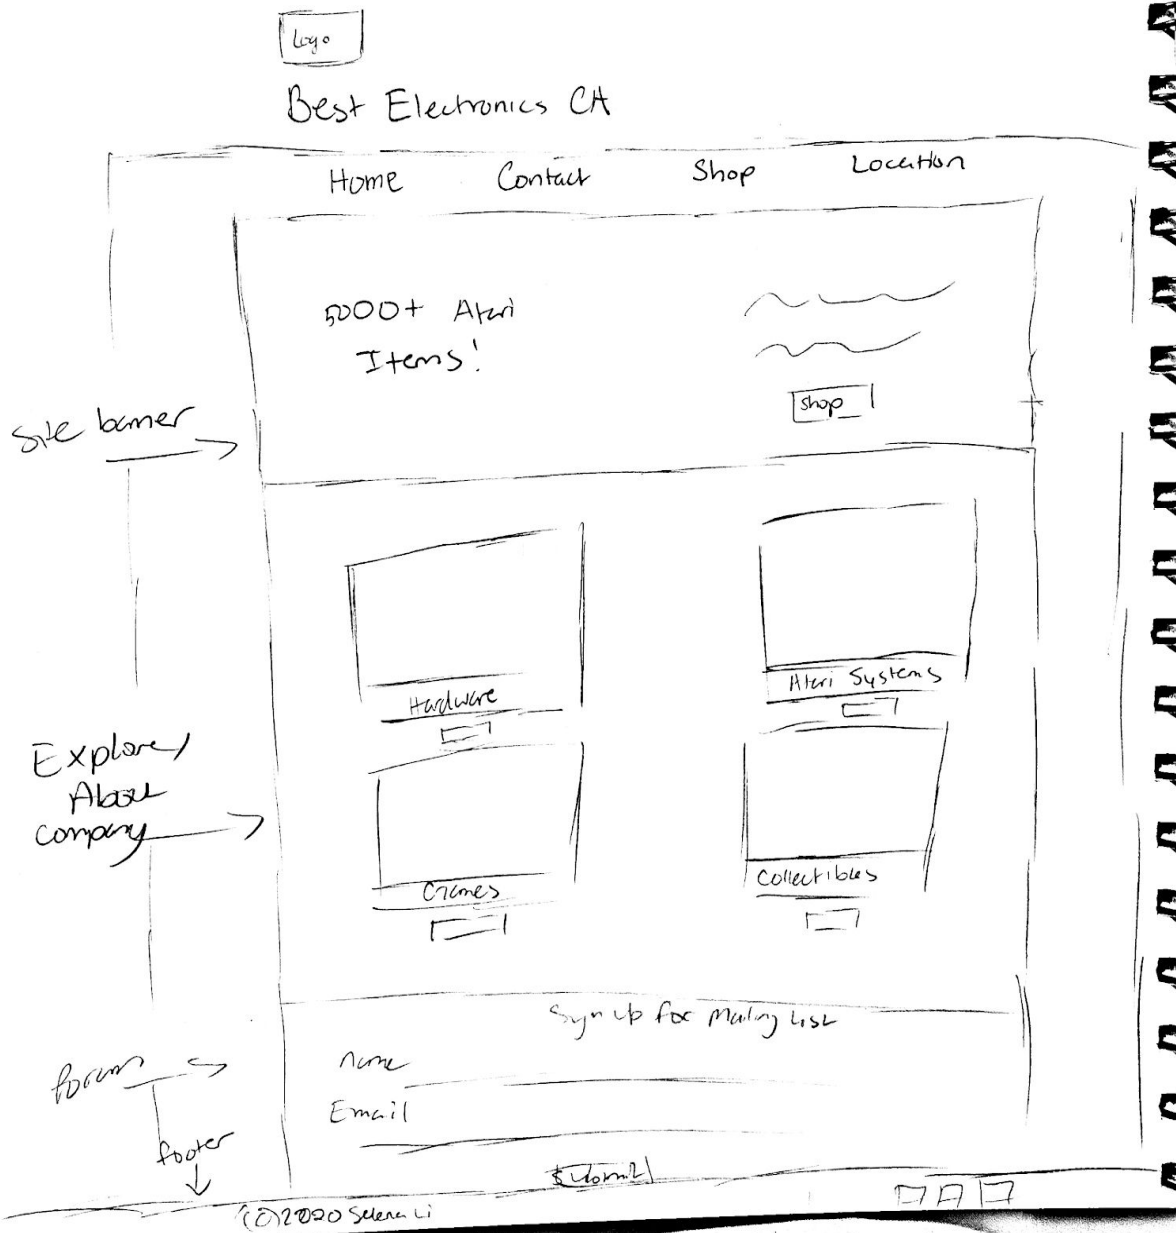 Logo
Best Electronics CA
Home Contact Shop Location
5000+ Atari
Items!
Shop
Site banner
Hardware
Atari Systems
Explore/
About
company
Games
Collectibles
Sign up for Mailing List
forum
Name
Email
footer
Submit
(C)2020 Selena Li